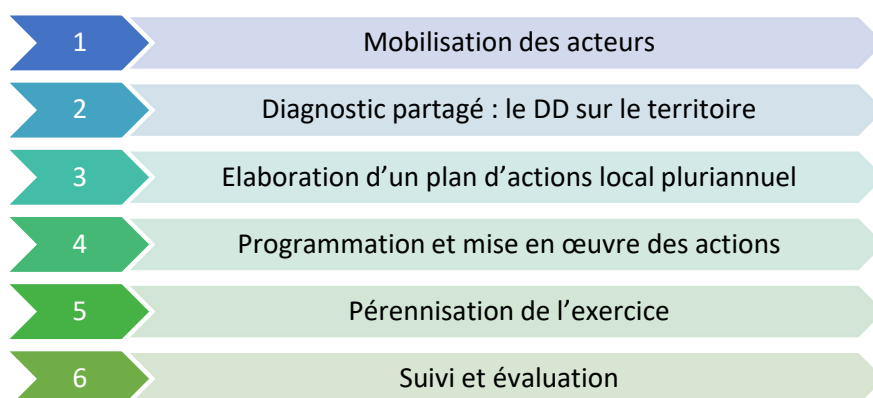 1 Mobilisation des acteurs
2 Diagnostic partagé : le DD sur le territoire
3 Elaboration d’un plan d’actions local pluriannuel
4 Programmation et mise en œuvre des actions
5 Pérennisation de l’exercice
6 Suivi et évaluation